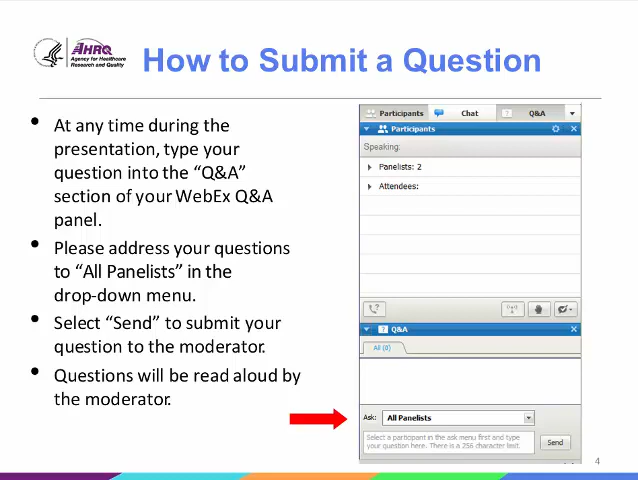 AHRQ
Agency for Healthcare
Research and Quality
How to Submit a Question
• At any time during the
presentation, type your
question into the “Q&A”
section of your WebEx Q&A
panel.
• Please address your questions
to “All Panelists” in the
drop-down menu.
• Select “Send” to submit your
question to the moderator.
• Questions will be read aloud by
the moderator.
Participants Chat Q&A
Participants
Speaking:
Panelists: 2
Attendees:
Q&A
All (0)
Ask: All Panelists
Select a participant in the ask menu first and type
your question here. There is a 256 character limit.
Send
4